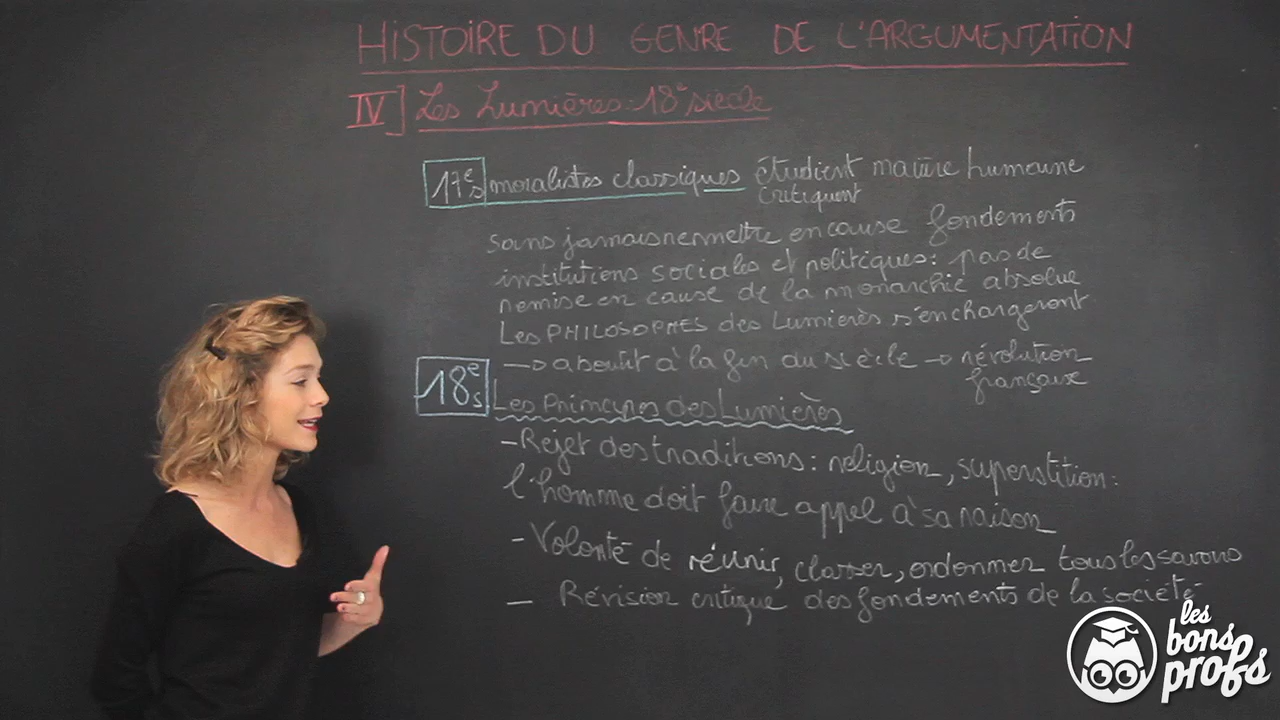 HISTOIRE DU GENRE DE L'ARGUMENTATION
IV] Les Lumières : 18e siècle
17e s moralistes classiques étudient nature humaine
critiquent
sans jamais remettre en cause fondements
institutions sociales et politiques : pas de
remise en cause de la monarchie absolue
Les PHILOSOPHES des Lumières s'en chargeront
→ aboutit à la fin du siècle → révolution
française
18e s
Les Principes des Lumières
- Rejet des traditions : religion, superstition :
l'homme doit faire appel à sa raison
- Volonté de réunir, classer, ordonner tous les savoirs
- Révision critique des fondements de la société
les
bons
profs